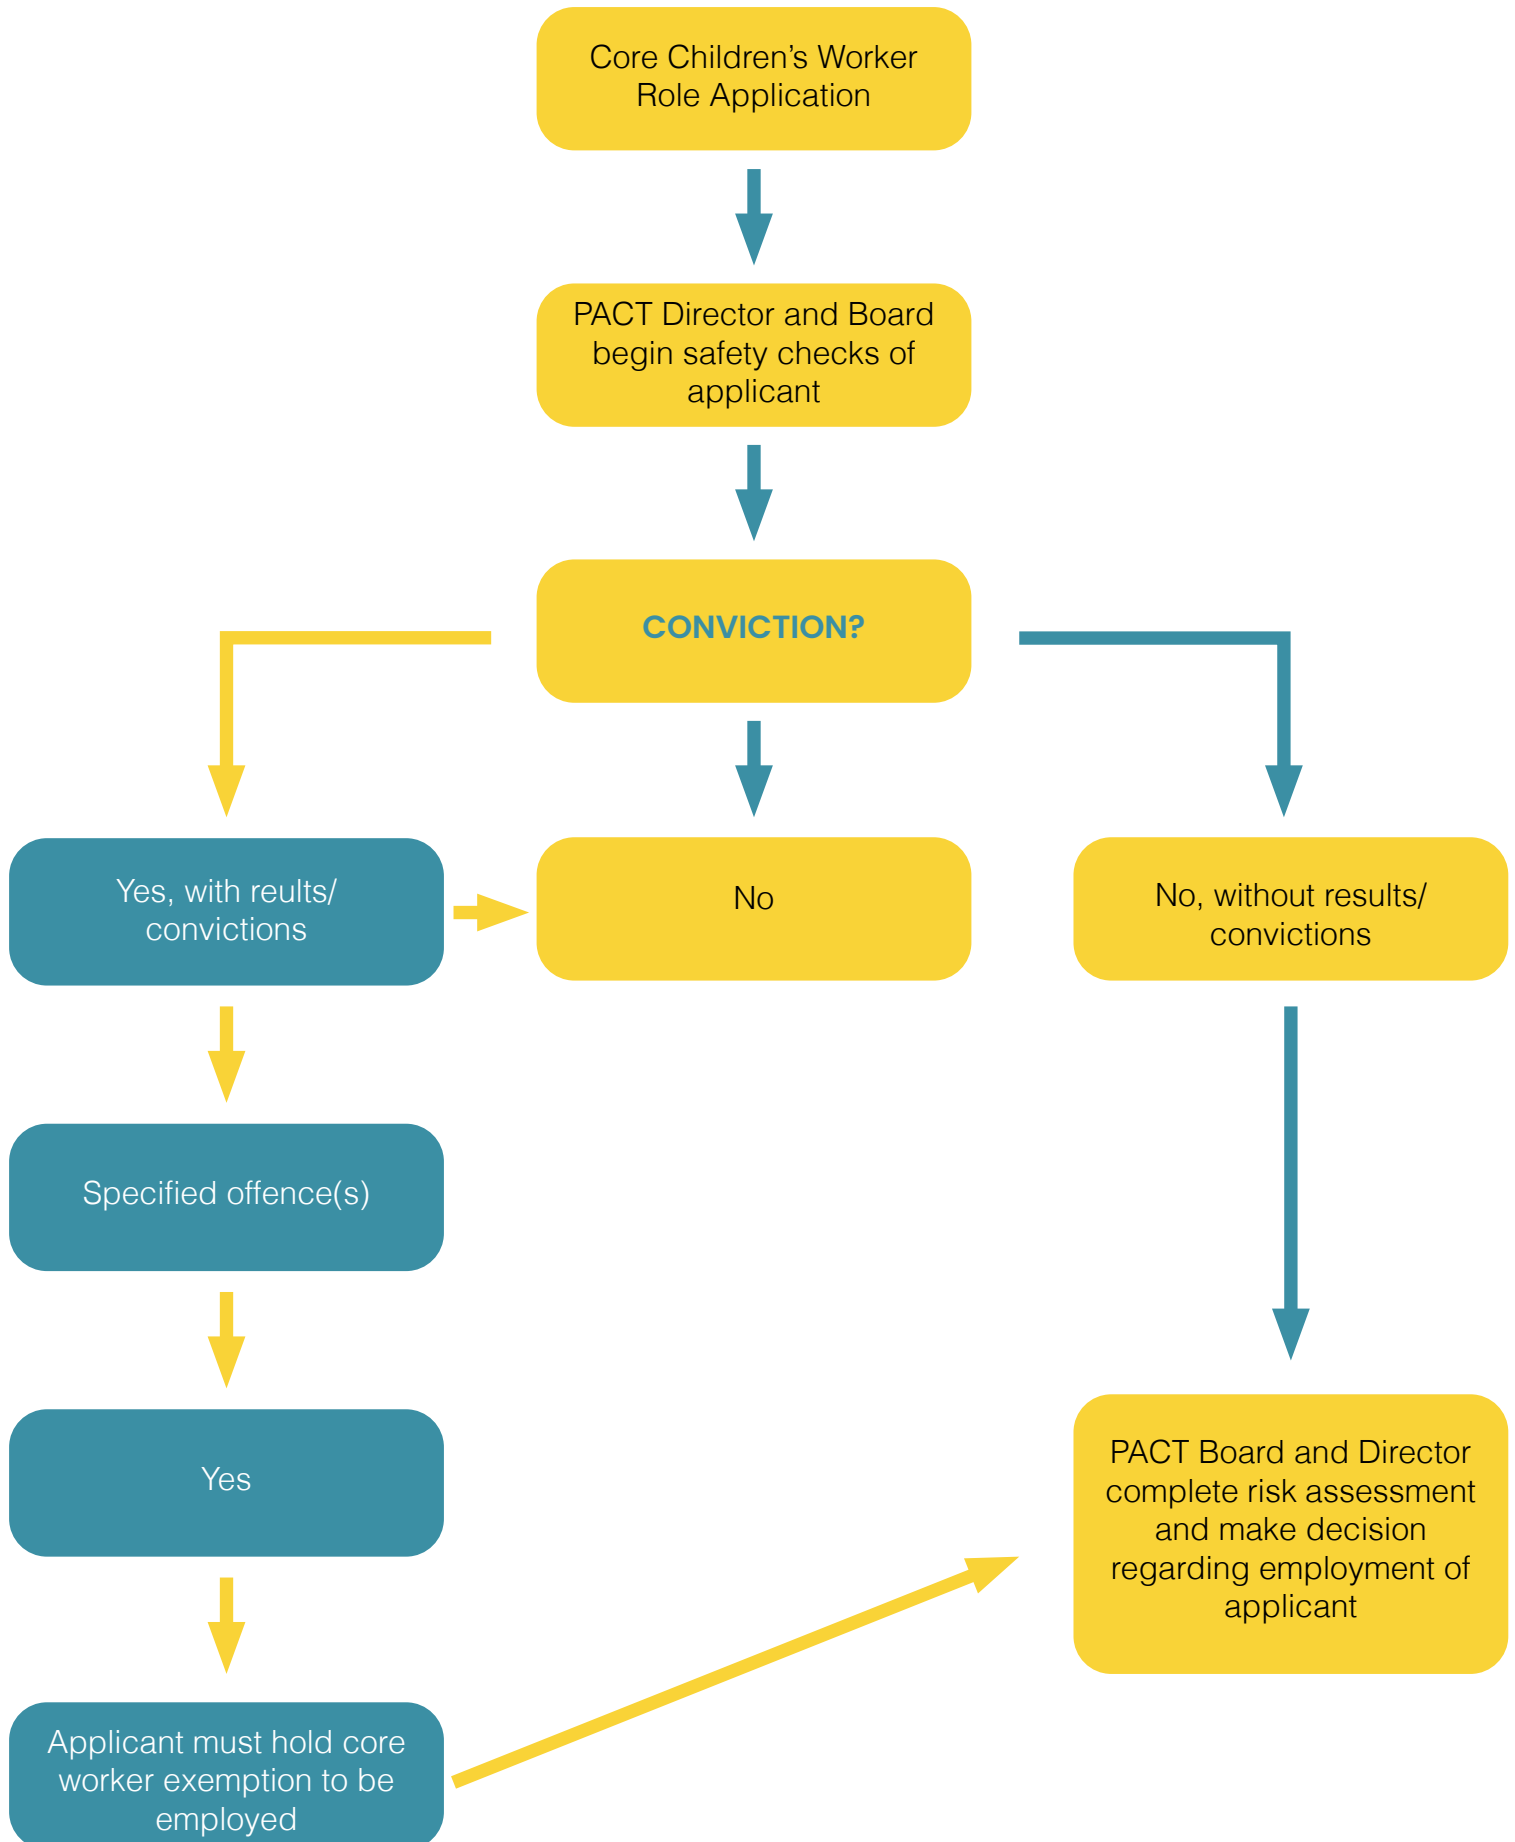 Core Children’s Worker
Role Application
PACT Director and Board
begin safety checks of
applicant
CONVICTION?
Yes, with reults/
convictions
No
No, without results/
convictions
Specified offence(s)
Yes
PACT Board and Director
complete risk assessment
and make decision
regarding employment of
applicant
Applicant must hold core
worker exemption to be
employed